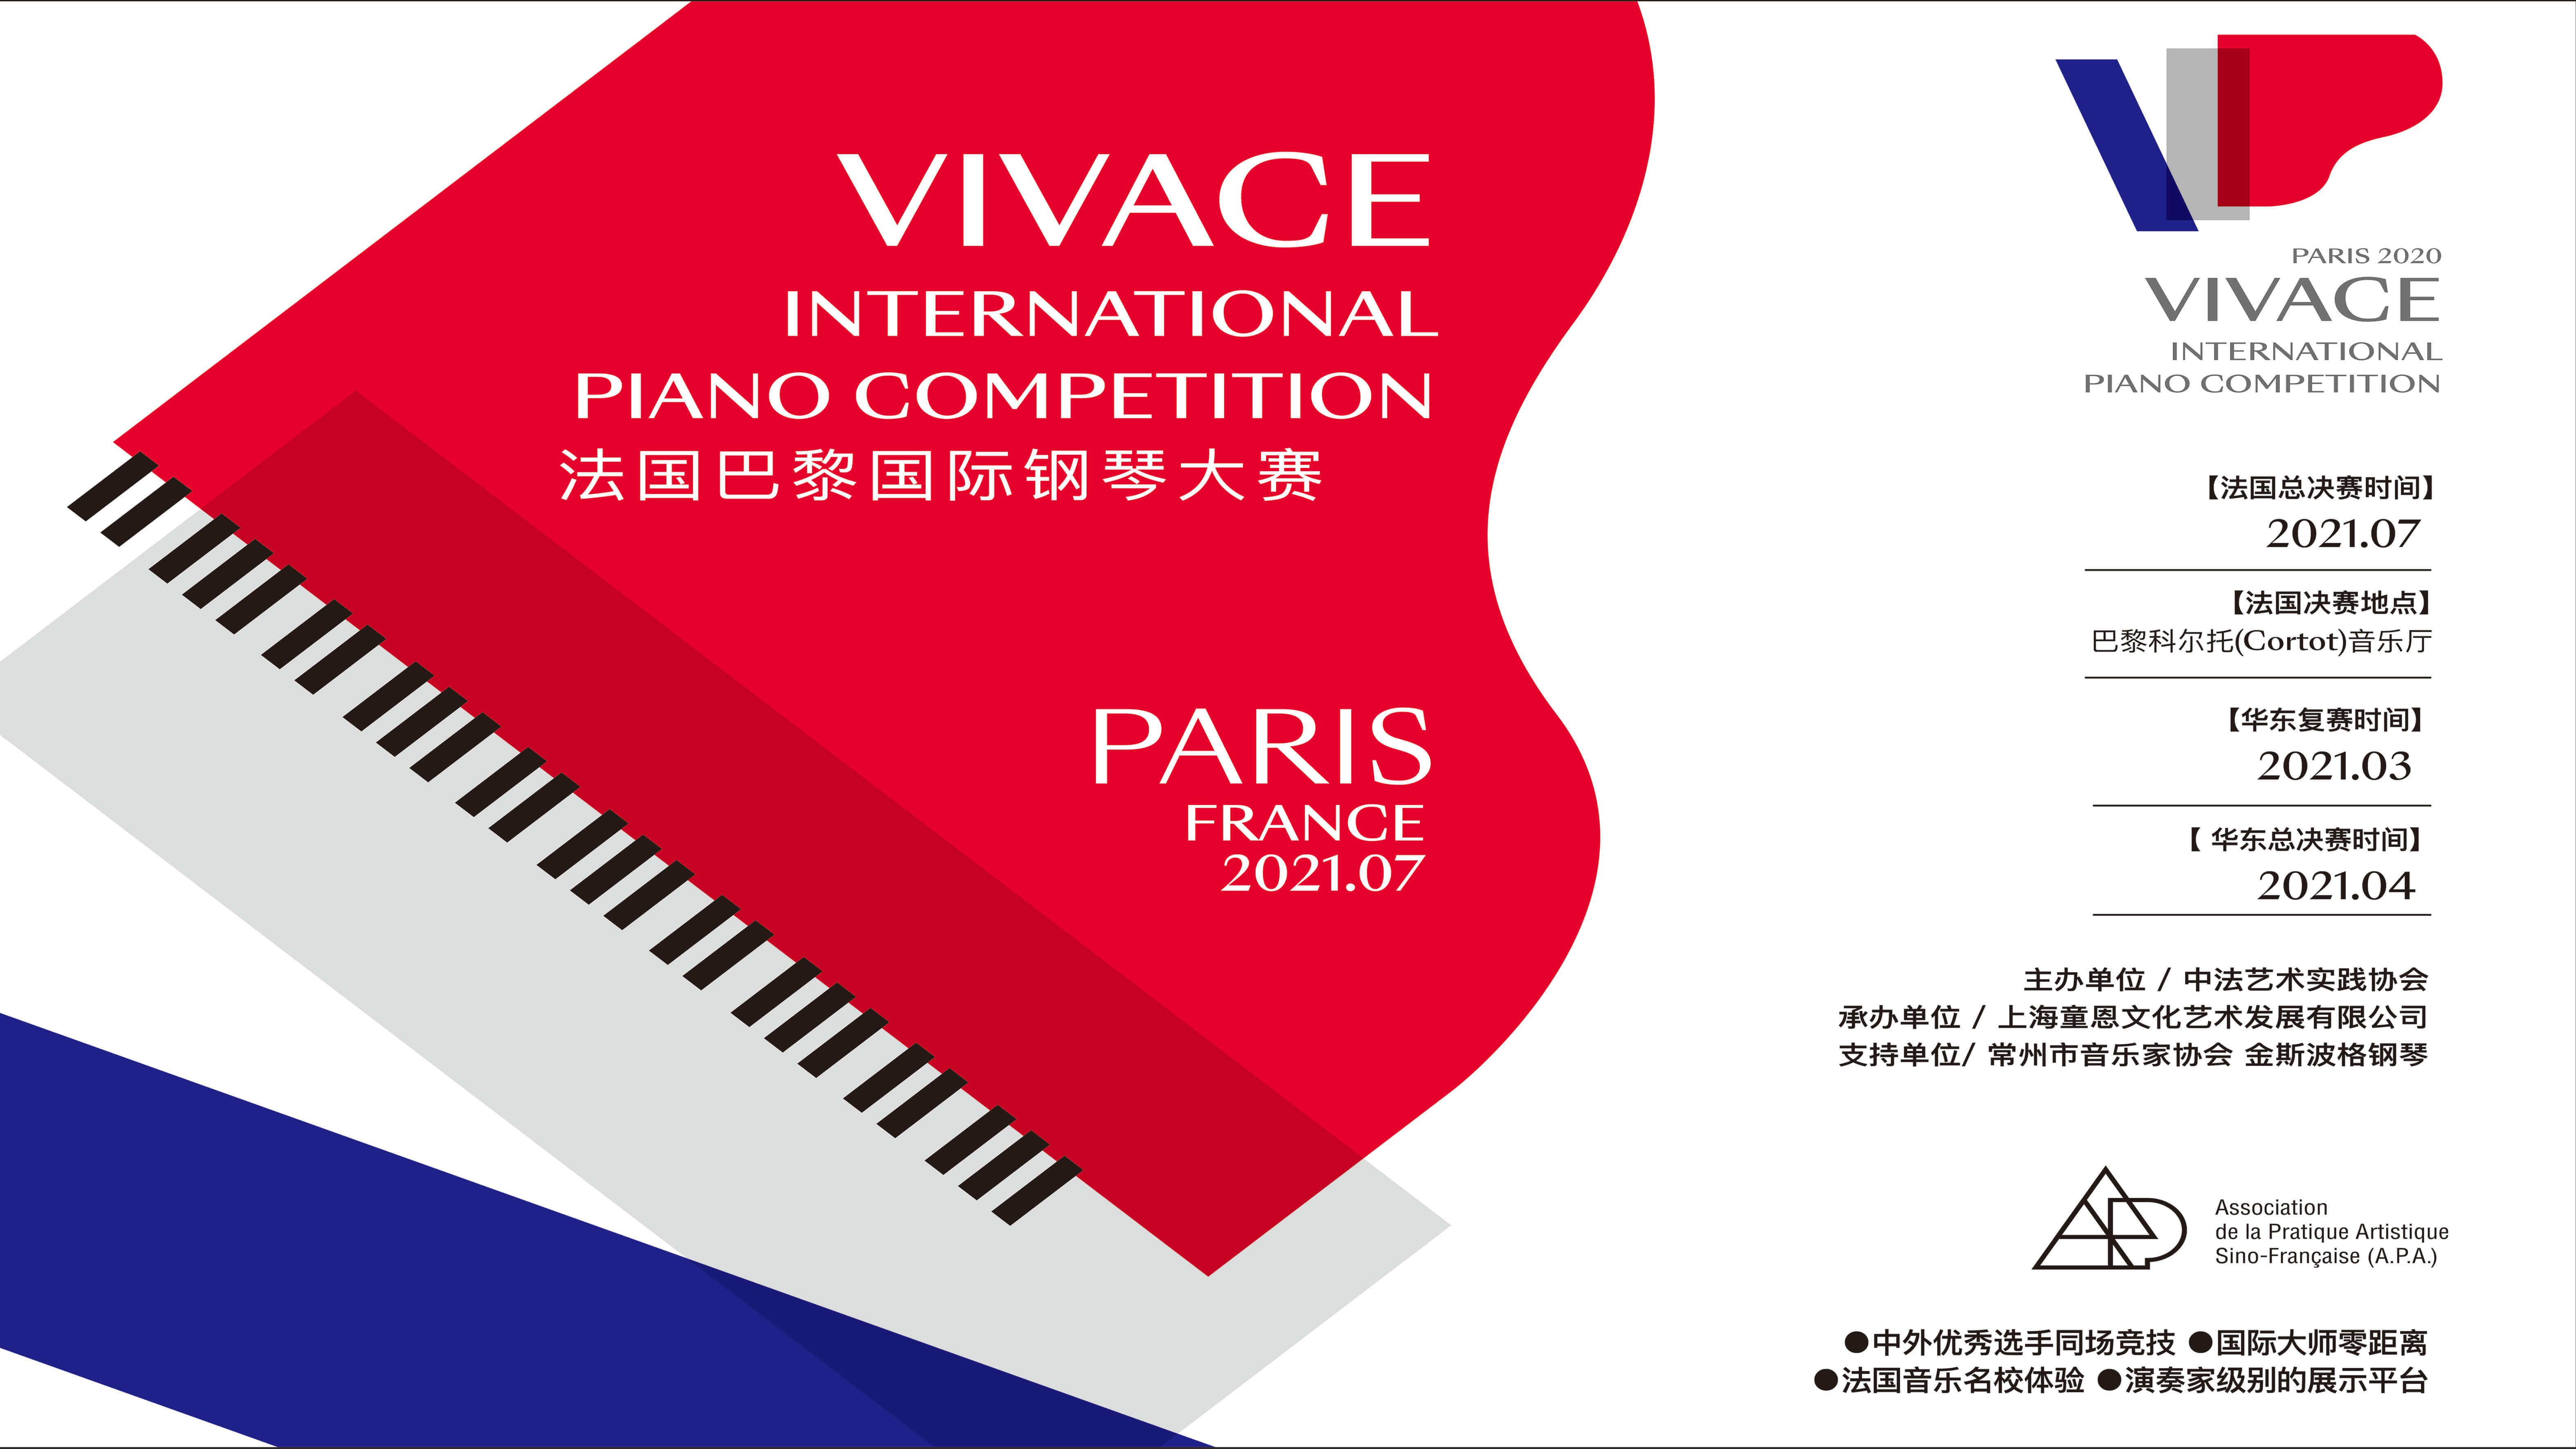 VIVACE
INTERNATIONAL
PIANO COMPETITION
法国巴黎国际钢琴大赛
PARIS
FRANCE
2021.07
PARIS 2020
VIVACE
INTERNATIONAL
PIANO COMPETITION
【法国总决赛时间】
2021.07
【法国决赛地点】
巴黎科尔托(Cortot)音乐厅
【华东复赛时间】
2021.03
【 华东总决赛时间】
2021.04
主办单位 / 中法艺术实践协会
承办单位 / 上海童恩文化艺术发展有限公司
支持单位/ 常州市音乐家协会 金斯波格钢琴
Association
de la Pratique Artistique
Sino-Française (A.P.A.)
●中外优秀选手同场竞技 ●国际大师零距离
●法国音乐名校体验 ●演奏家级别的展示平台